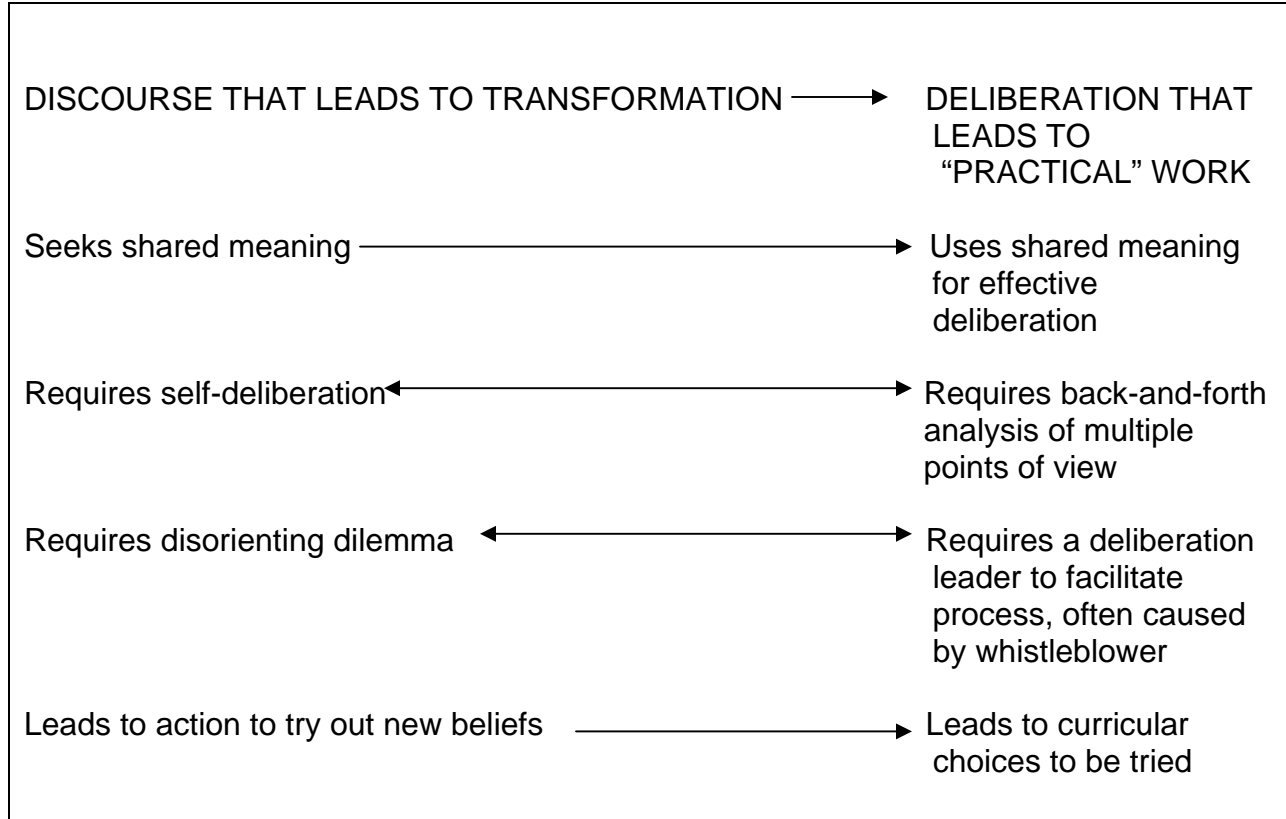 DISCOURSE THAT LEADS TO TRANSFORMATION
DELIBERATION THAT
LEADS TO
“PRACTICAL” WORK
Seeks shared meaning
Uses shared meaning
for effective
deliberation
Requires self-deliberation
Requires back-and-forth
analysis of multiple
points of view
Requires disorienting dilemma
Requires a deliberation
leader to facilitate
process, often caused
by whistleblower
Leads to action to try out new beliefs
Leads to curricular
choices to be tried